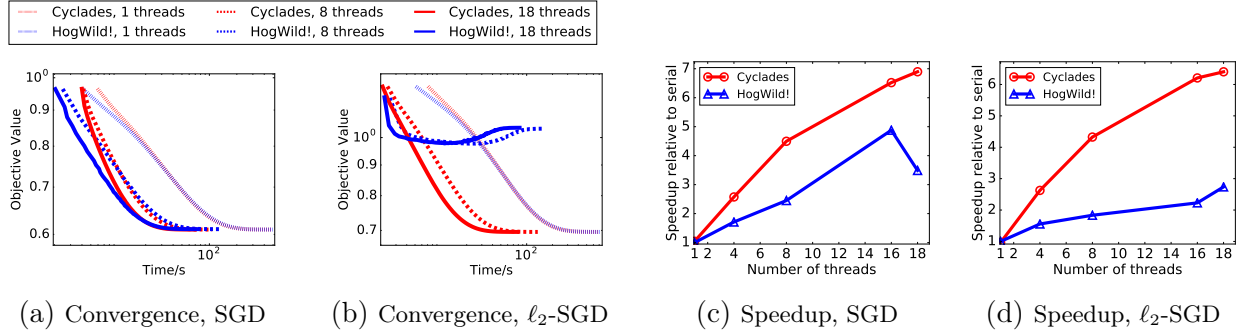 Cyclades, 1 threads
Cyclades, 8 threads
Cyclades, 18 threads
HogWild!, 1 threads
HogWild!, 8 threads
HogWild!, 18 threads
10⁰
0.9
0.8
0.7
0.6
Objective Value
10²
Time/s
(a) Convergence, SGD
10⁰
0.9
0.8
0.7
Objective Value
10²
Time/s
(b) Convergence, ℓ₂-SGD
7
6
5
4
3
2
1
Speedup relative to serial
Cyclades
HogWild!
1 2 4 6 8 10 12 14 16 18
Number of threads
(c) Speedup, SGD
6
5
4
3
2
1
Speedup relative to serial
Cyclades
HogWild!
1 2 4 6 8 10 12 14 16 18
Number of threads
(d) Speedup, ℓ₂-SGD